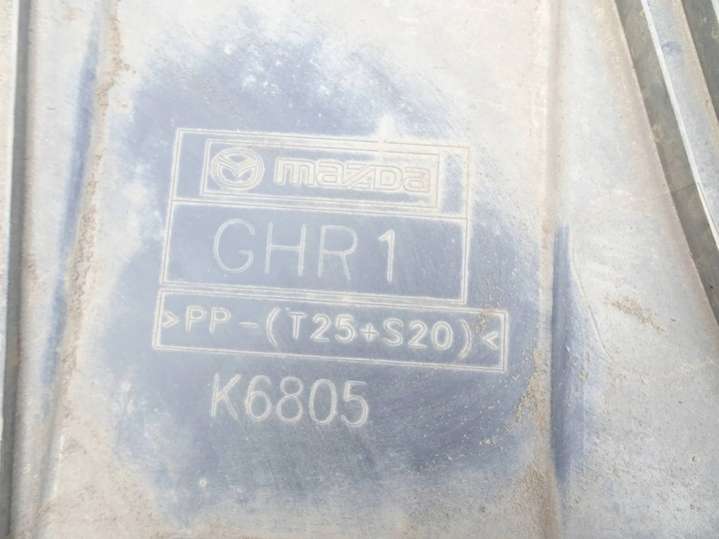 mazda
GHR1
>PP-(T25+S20)<
K6805